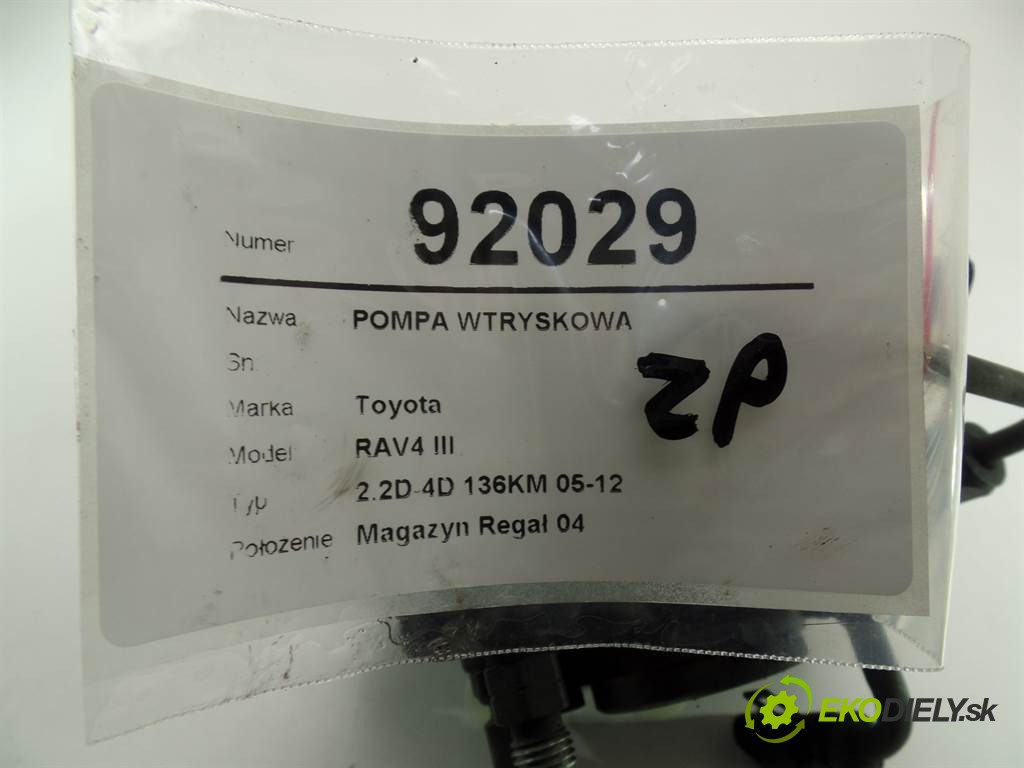 Numer 92029
Nazwa POMPA WTRYSKOWA
Sn
Marka Toyota
Model RAV4 III
Typ 2.2D-4D 136KM 05-12
Położenie Magazyn Regał 04
ZP
EKODIELY.sk